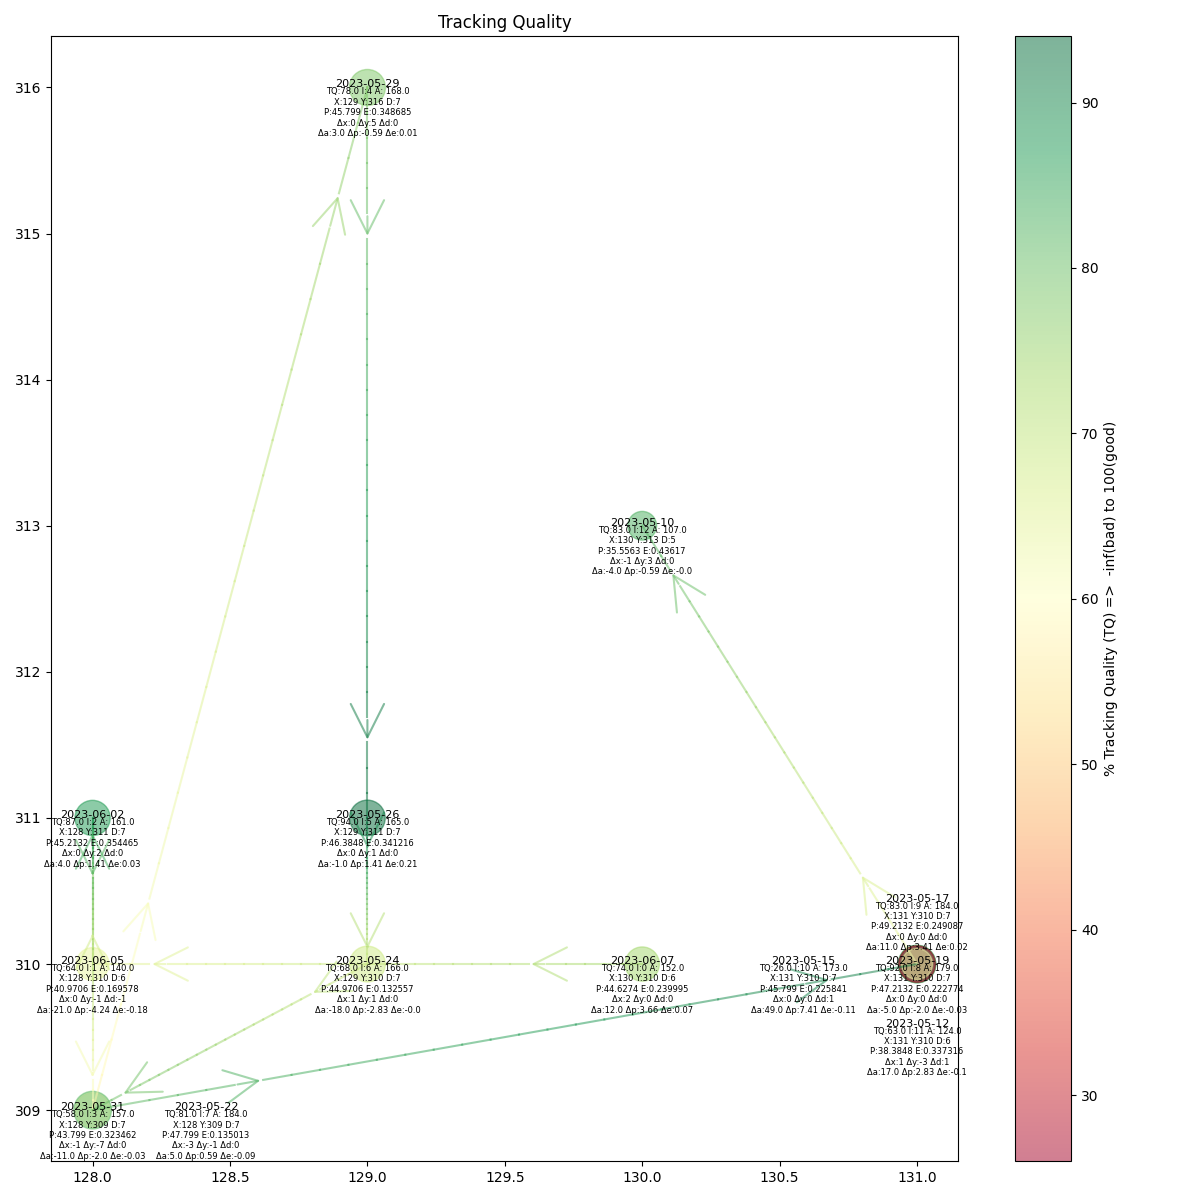 Tracking Quality
316
315
314
313
312
311
310
309
128.0
128.5
129.0
129.5
130.0
130.5
131.0
2023-05-29
TQ:78.0 I:4 A: 168.0
X:129 Y:316 D:7
P:45.799 E:0.348685
Δx:0 Δy:5 Δd:0
Δa:3.0 Δp:-0.59 Δe:0.01
2023-05-10
TQ:83.0 I:12 A: 107.0
X:130 Y:313 D:5
P:35.5563 E:0.43617
Δx:-1 Δy:3 Δd:0
Δa:-4.0 Δp:-0.59 Δe:-0.0
2023-06-02
TQ:87.0 I:2 A: 161.0
X:128 Y:311 D:7
P:45.2132 E:0.354465
Δx:0 Δy:2 Δd:0
Δa:4.0 Δp:1.41 Δe:0.03
2023-05-26
TQ:94.0 I:5 A: 165.0
X:129 Y:311 D:7
P:46.3848 E:0.341216
Δx:0 Δy:1 Δd:0
Δa:-1.0 Δp:1.41 Δe:0.21
2023-05-17
TQ:83.0 I:9 A: 184.0
X:131 Y:310 D:7
P:49.2132 E:0.249087
Δx:0 Δy:0 Δd:0
Δa:11.0 Δp:3.41 Δe:0.02
2023-06-05
TQ:64.0 I:1 A: 140.0
X:128 Y:310 D:6
P:40.9706 E:0.169578
Δx:0 Δy:1 Δd:-1
Δa:-21.0 Δp:-4.24 Δe:-0.18
2023-05-24
TQ:68.0 I:6 A: 166.0
X:129 Y:310 D:7
P:44.9706 E:0.132557
Δx:1 Δy:1 Δd:0
Δa:-18.0 Δp:-2.83 Δe:-0.0
2023-06-07
TQ:74.0 I:0 A: 152.0
X:130 Y:310 D:6
P:44.6274 E:0.239995
Δx:2 Δy:0 Δd:0
Δa:12.0 Δp:3.66 Δe:0.07
2023-05-15
TQ:26.0 I:10 A: 173.0
X:131 Y:310 D:7
P:45.799 E:0.225841
Δx:0 Δy:0 Δd:1
Δa:49.0 Δp:7.41 Δe:-0.11
2023-05-19
TQ:92.0 I:8 A: 179.0
X:131 Y:310 D:7
P:47.2132 E:0.222774
Δx:0 Δy:0 Δd:0
Δa:-5.0 Δp:-2.0 Δe:-0.03
2023-05-12
TQ:63.0 I:11 A: 124.0
X:131 Y:310 D:6
P:38.3848 E:0.337316
Δx:1 Δy:-3 Δd:1
Δa:17.0 Δp:2.83 Δe:-0.1
2023-05-31
TQ:58.0 I:3 A: 157.0
X:128 Y:309 D:7
P:43.799 E:0.323462
Δx:-1 Δy:-7 Δd:0
Δa:-11.0 Δp:-2.0 Δe:-0.03
2023-05-22
TQ:81.0 I:7 A: 184.0
X:128 Y:309 D:7
P:47.799 E:0.135013
Δx:-3 Δy:-1 Δd:0
Δa:5.0 Δp:0.59 Δe:-0.09
90
80
70
60
50
40
30
% Tracking Quality (TQ) => -inf(bad) to 100(good)